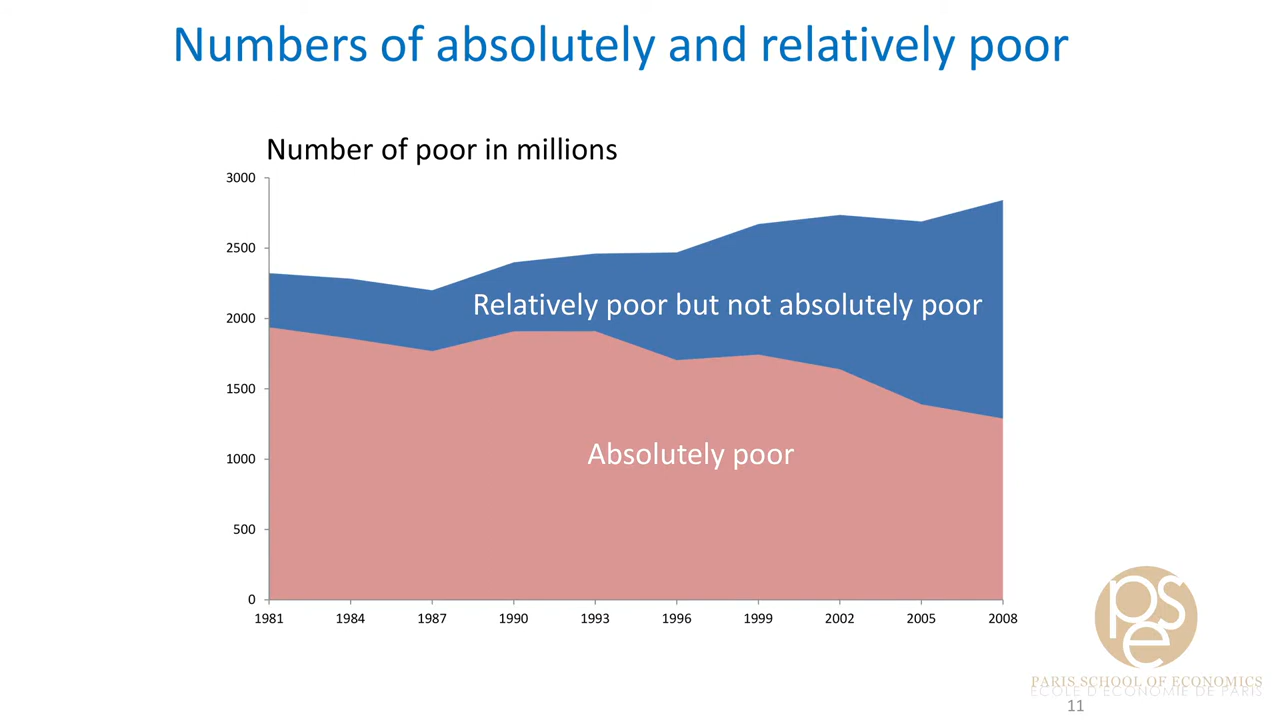 Numbers of absolutely and relatively poor
Number of poor in millions
3000
2500
2000
1500
1000
500
0
Relatively poor but not absolutely poor
Absolutely poor
1981 1984 1987 1990 1993 1996 1999 2002 2005 2008
pse
PARIS SCHOOL OF ECONOMICS
ECOLE D'ECONOMIE DE PARIS
11